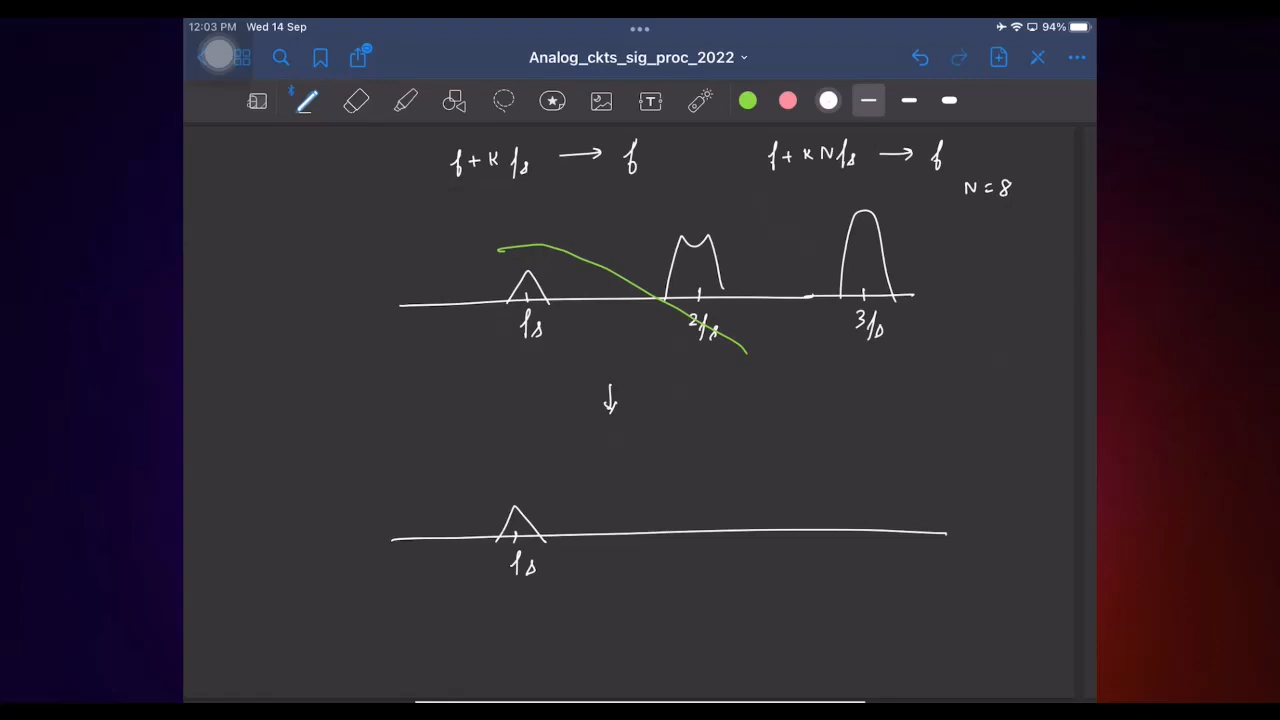 12:03 PM Wed 14 Sep
94%
Analog_ckts_sig_proc_2022
T
f + K fs → f f + K N fs → f
N = 8
fs 2fs 3fs
↓
fs